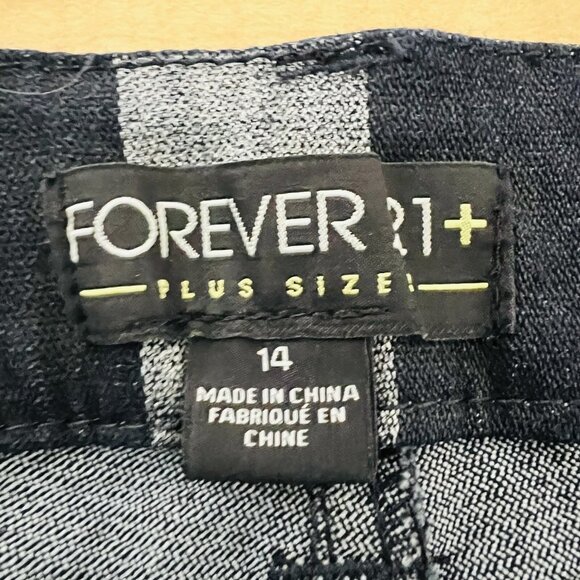 FOREVER 21+
PLUS SIZE!
14
MADE IN CHINA
FABRIQUÉ EN
CHINE